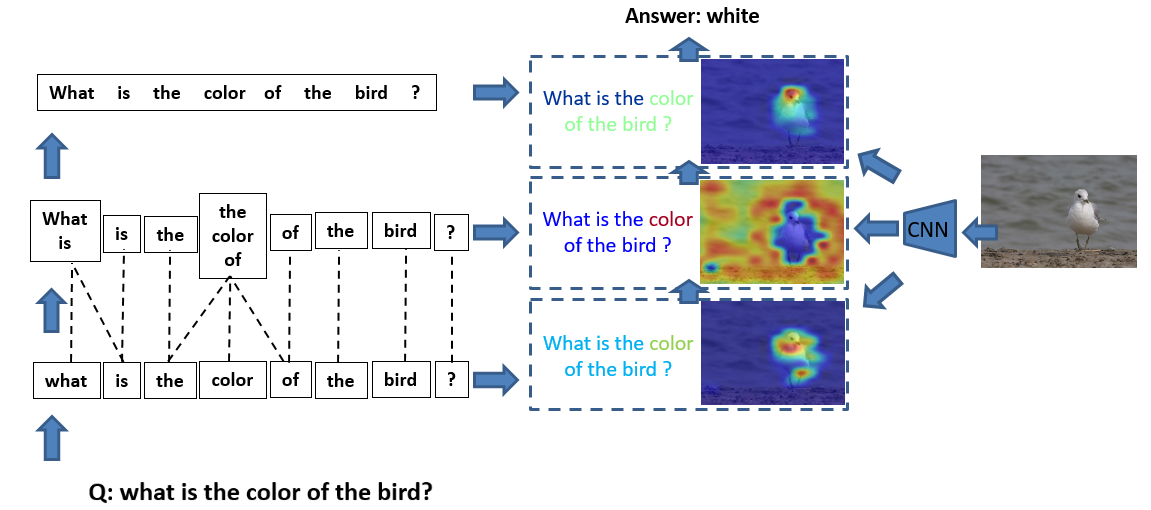 Answer: white
What is the color of the bird ?
What is the color
of the bird ?
What
is
is
the
the
color
of
of
the
bird
?
What is the color
of the bird ?
CNN
what
is
the
color
of
the
bird
?
What is the color
of the bird ?
Q: what is the color of the bird?